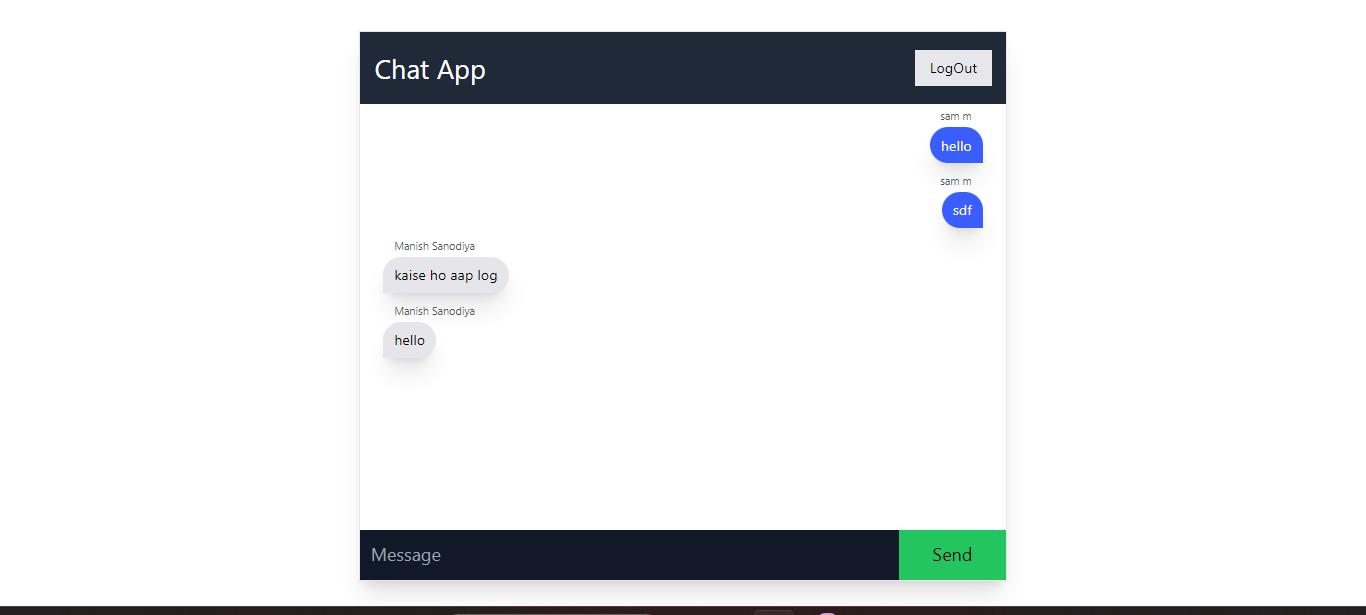 Chat App
LogOut
sam m
hello
sam m
sdf
Manish Sanodiya
kaise ho aap log
Manish Sanodiya
hello
Message
Send